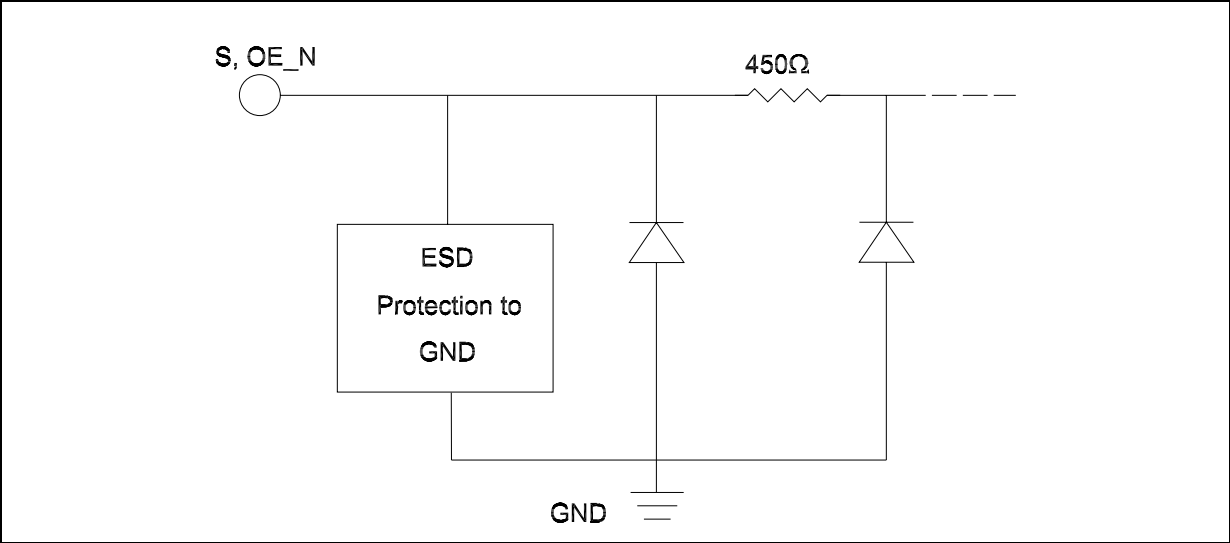 S, OE_N
450Ω
ESD
Protection to
GND
GND